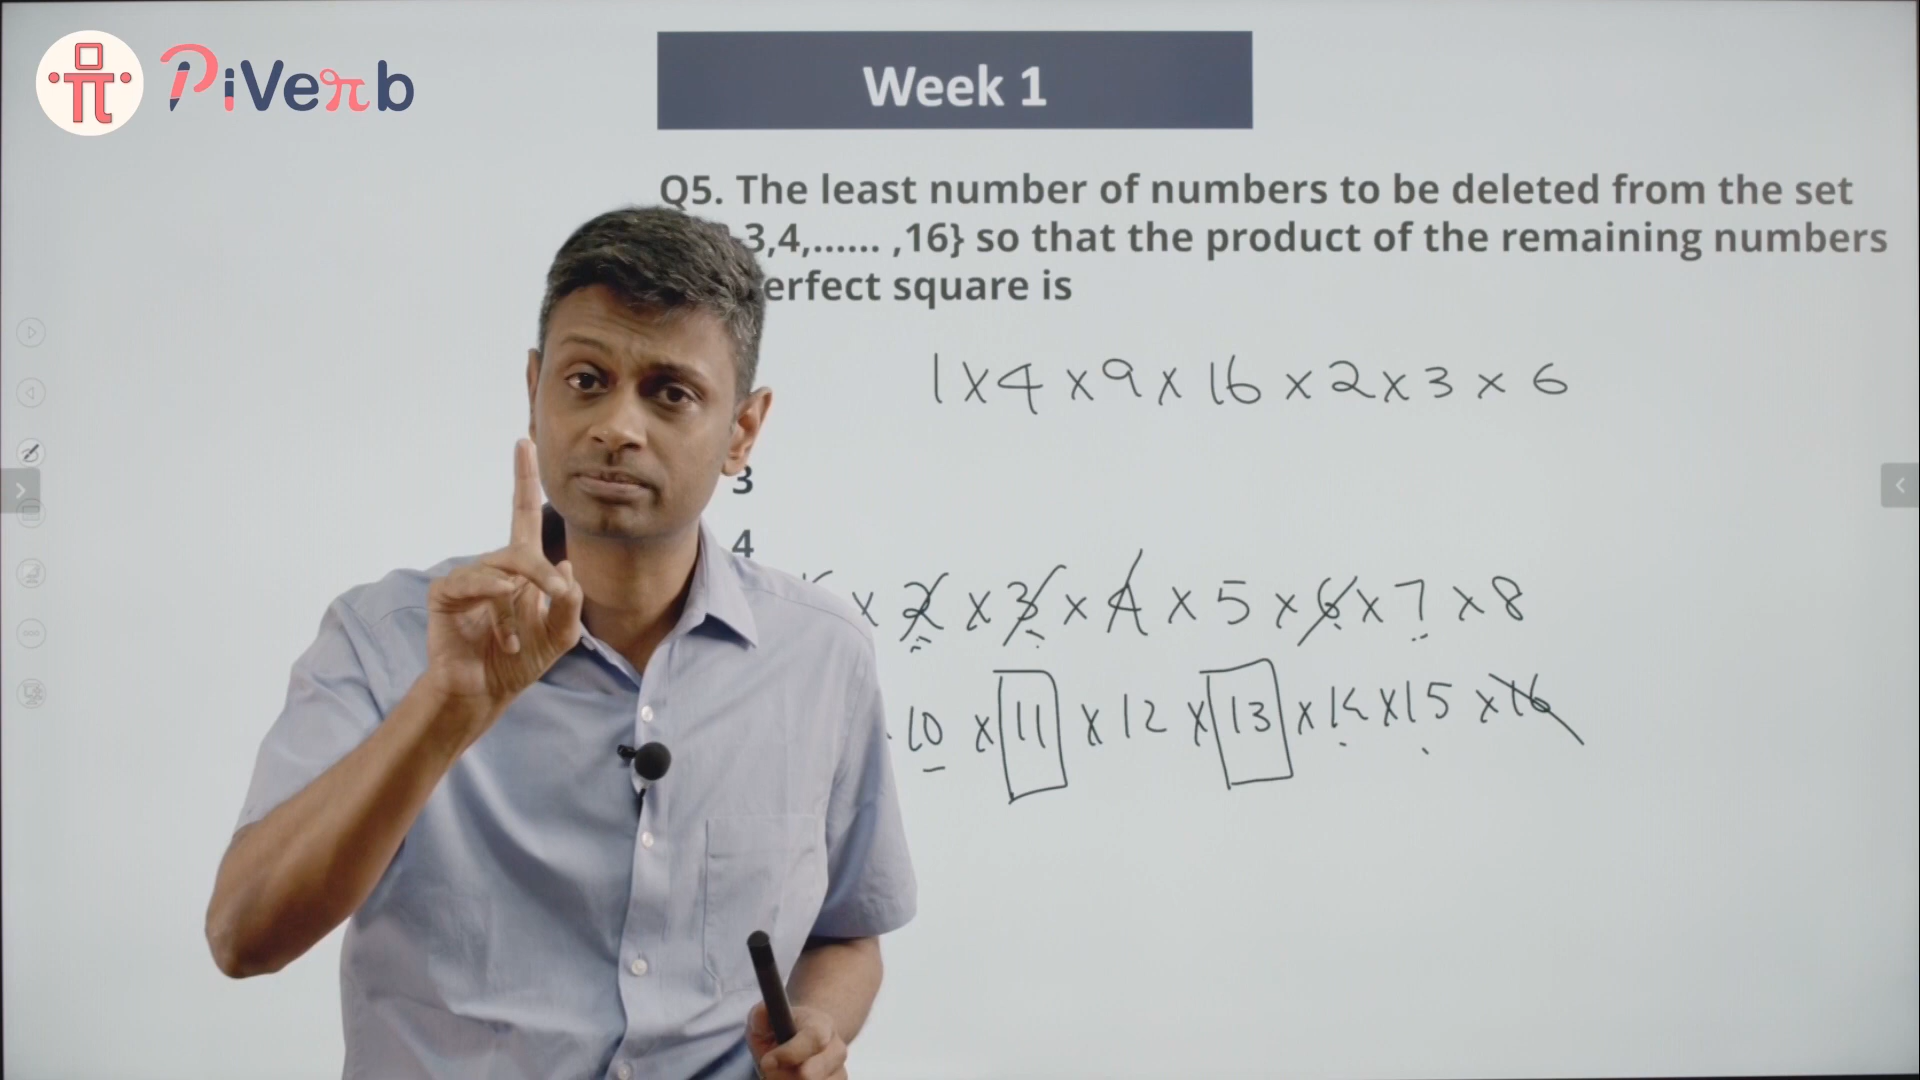 PiVerb
Week 1
Q5. The least number of numbers to be deleted from the set
3,4,...... ,16} so that the product of the remaining numbers
erfect square is
1 x 4 x 9 x 16 x 2 x 3 x 6
3
4
x 2 x 3 x 4 x 5 x 6 x 7 x 8
10 x 11 x 12 x 13 x 14 x 15 x 16